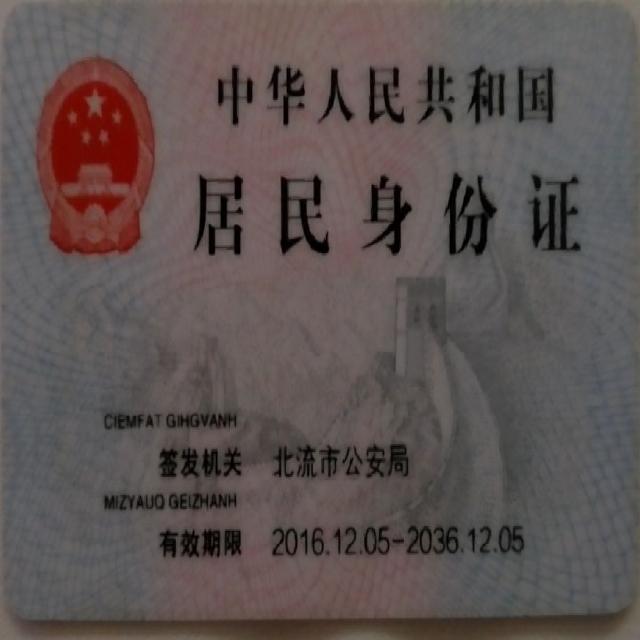 中华人民共和国
居民身份证
CIEMFAT GIHGVANH
签发机关 北流市公安局
MIZYAUQ GEIZHANH
有效期限 2016.12.05-2036.12.05